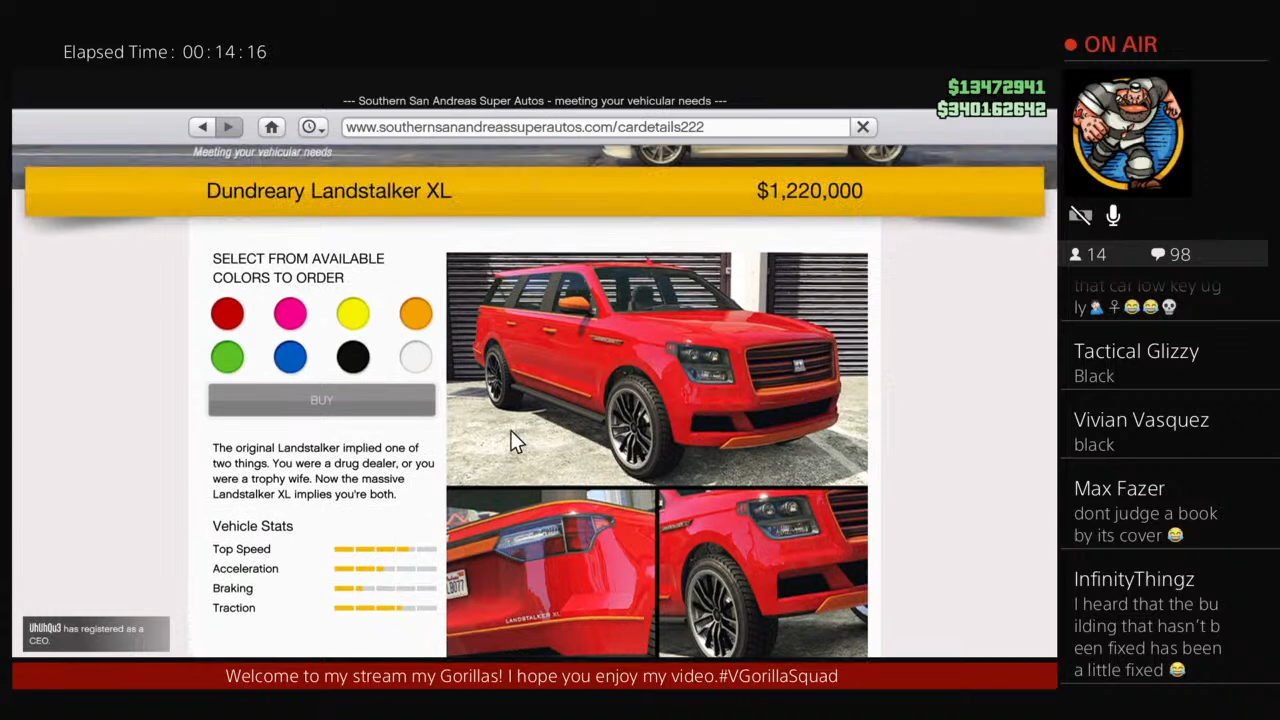 Elapsed Time: 00:14:16
ON AIR
$13472941
$340162642
--- Southern San Andreas Super Autos - meeting your vehicular needs ---
www.southernsanandreassuperautos.com/cardetails222
Meeting your vehicular needs
Dundreary Landstalker XL
$1,220,000
SELECT FROM AVAILABLE
COLORS TO ORDER
BUY
The original Landstalker implied one of
two things. You were a drug dealer, or you
were a trophy wife. Now the massive
Landstalker XL implies you're both.
Vehicle Stats
Top Speed
Acceleration
Braking
Traction
LANDSTALKER XL
UhUhQu3 has registered as a
CEO.
Welcome to my stream my Gorillas! I hope you enjoy my video.#VGorillaSquad
14
98
that car low key ug
ly🤦‍♀😂😂💀
Tactical Glizzy
Black
Vivian Vasquez
black
Max Fazer
dont judge a book
by its cover 😂
InfinityThingz
I heard that the bu
ilding that hasn't b
een fixed has been
a little fixed 😂